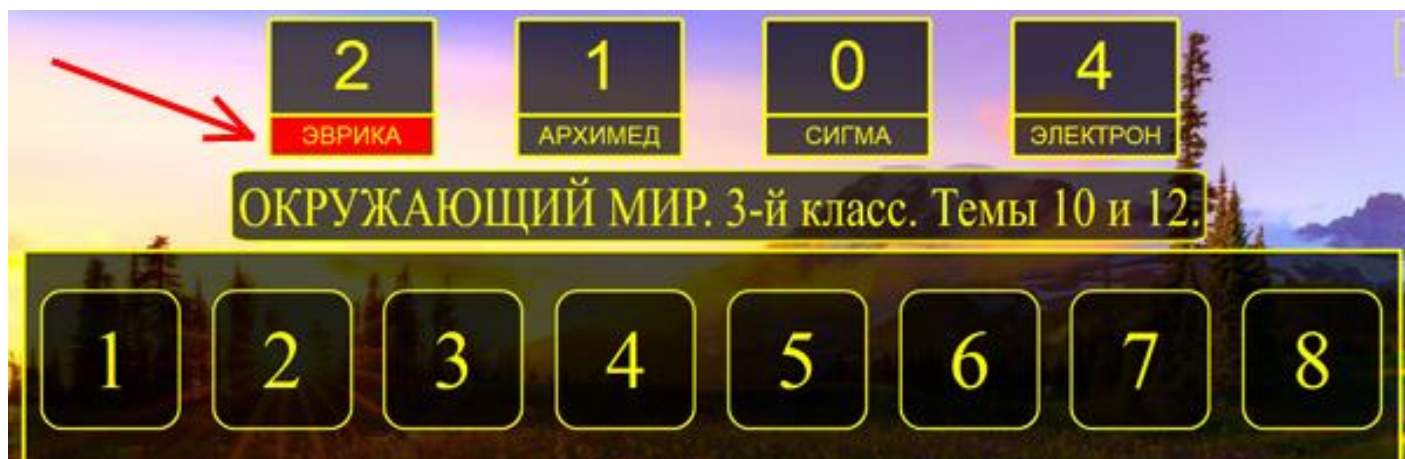 2 1 0 4
ЭВРИКА АРХИМЕД СИГМА ЭЛЕКТРОН
ОКРУЖАЮЩИЙ МИР. 3-й класс. Темы 10 и 12.
1 2 3 4 5 6 7 8